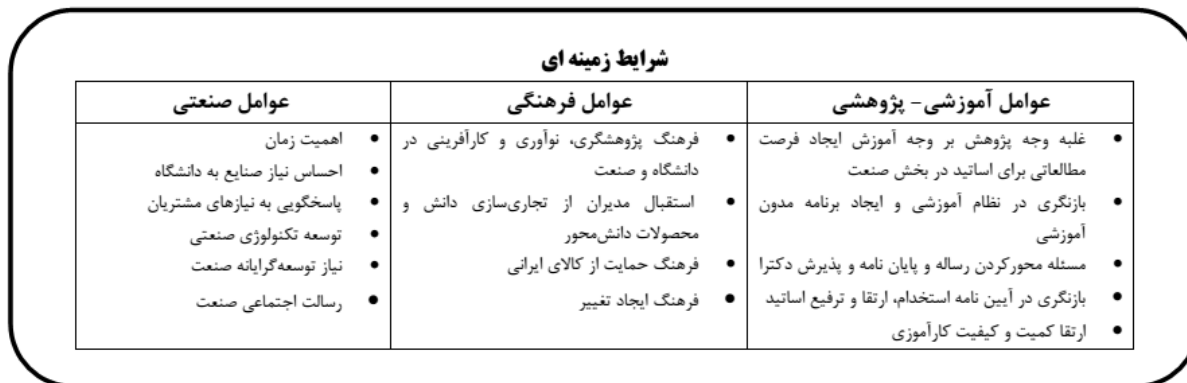 شرایط زمینه ای
عوامل آموزشی- پژوهشی
غلبه وجه پژوهش بر وجه آموزش ایجاد فرصت
مطالعاتی برای اساتید در بخش صنعت
بازنگری در نظام آموزشی و ایجاد برنامه مدون
آموزشی
مسئله محورکردن رساله و پایان نامه و پذیرش دکترا
بازنگری در آیین نامه استخدام، ارتقا و ترفیع اساتید
ارتقا کمیت و کیفیت کارآموزی
عوامل فرهنگی
فرهنگ پژوهشگری، نوآوری و کارآفرینی در
دانشگاه و صنعت
استقبال مدیران از تجاری‌سازی دانش و
محصولات دانش‌محور
فرهنگ حمایت از کالای ایرانی
فرهنگ ایجاد تغییر
عوامل صنعتی
اهمیت زمان
احساس نیاز صنایع به دانشگاه
پاسخگویی به نیازهای مشتریان
توسعه تکنولوژی صنعتی
نیاز توسعه‌گرایانه صنعت
رسالت اجتماعی صنعت